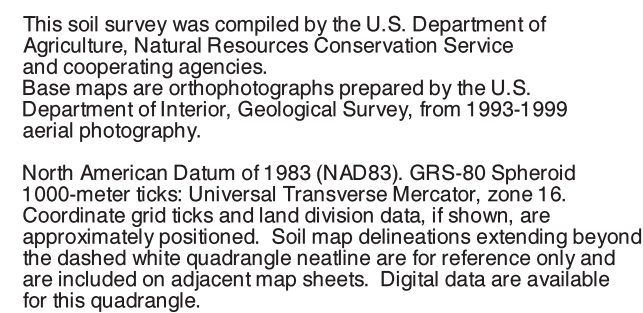 This soil survey was compiled by the U.S. Department of
Agriculture, Natural Resources Conservation Service
and cooperating agencies.
Base maps are orthophotographs prepared by the U.S.
Department of Interior, Geological Survey, from 1993-1999
aerial photography.
North American Datum of 1983 (NAD83). GRS-80 Spheroid
1000-meter ticks: Universal Transverse Mercator, zone 16.
Coordinate grid ticks and land division data, if shown, are
approximately positioned. Soil map delineations extending beyond
the dashed white quadrangle neatline are for reference only and
are included on adjacent map sheets. Digital data are available
for this quadrangle.